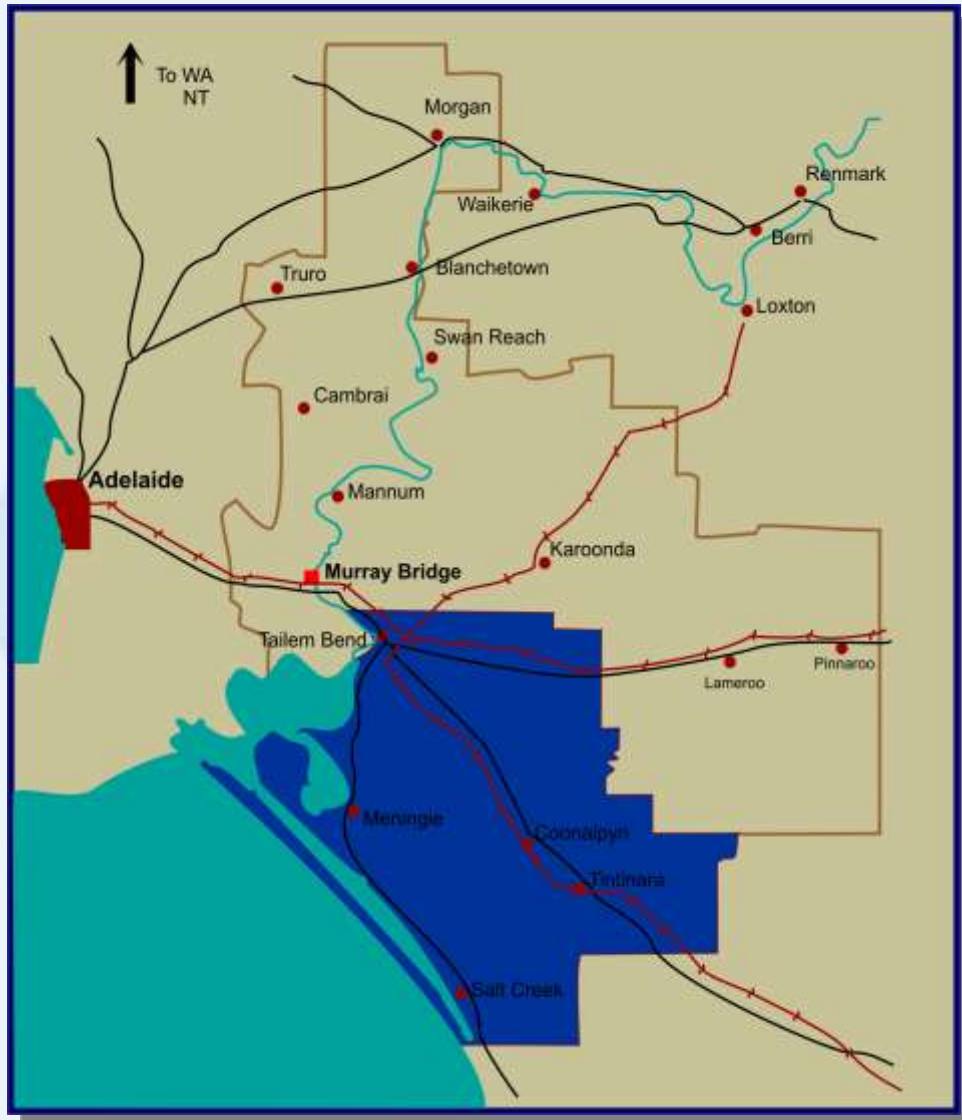 To WA
NT
Morgan
Renmark
Waikerie
Berri
Truro
Blanchetown
Loxton
Swan Reach
Cambrai
Adelaide
Mannum
Karoonda
Murray Bridge
Tailem Bend
Pinnaroo
Lameroo
Meningie
Coonalpyn
Tintinara
Salt Creek